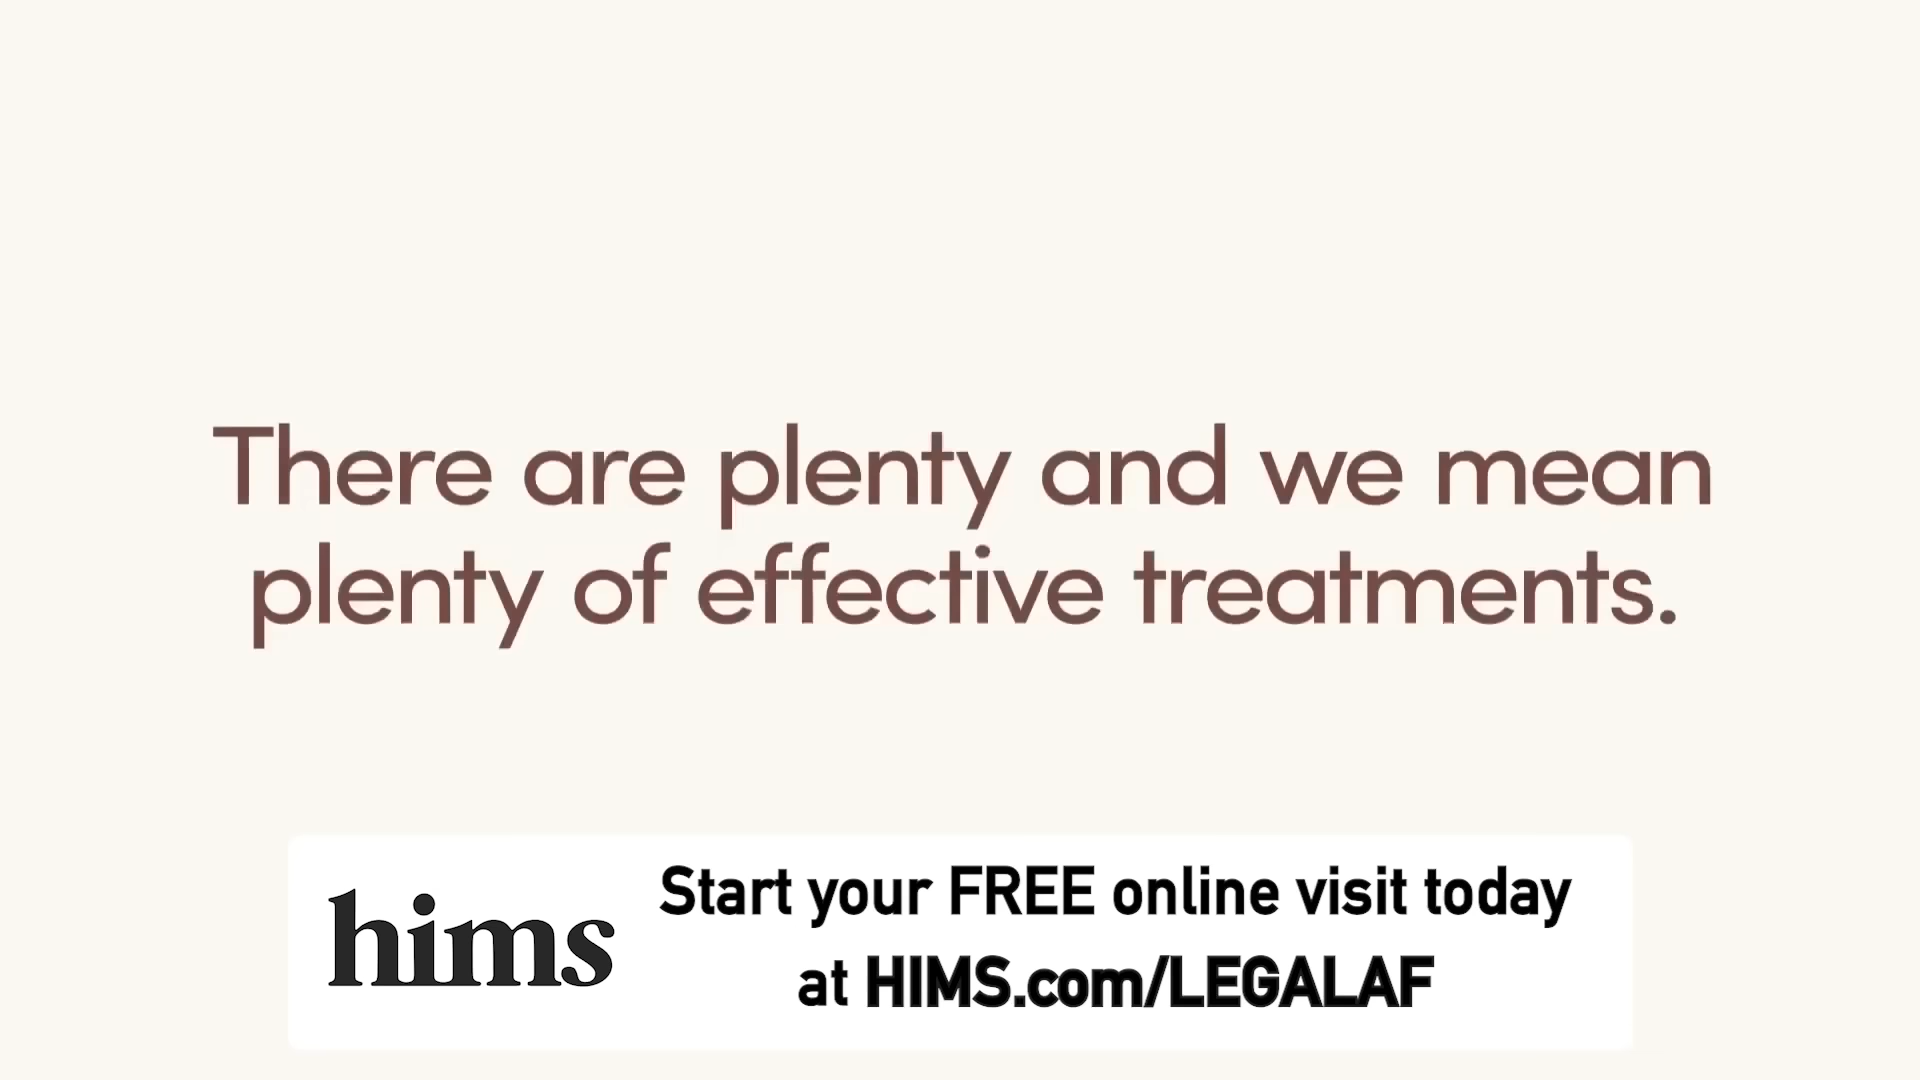 There are plenty and we mean
plenty of effective treatments.
hims
Start your FREE online visit today
at HIMS.com/LEGALAF